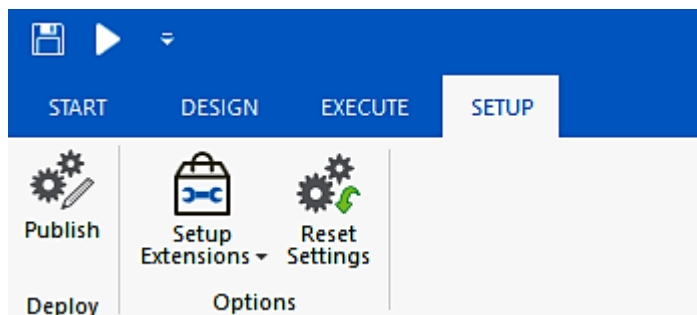 START DESIGN EXECUTE SETUP
Publish
Setup
Extensions
Reset
Settings
Deploy
Options